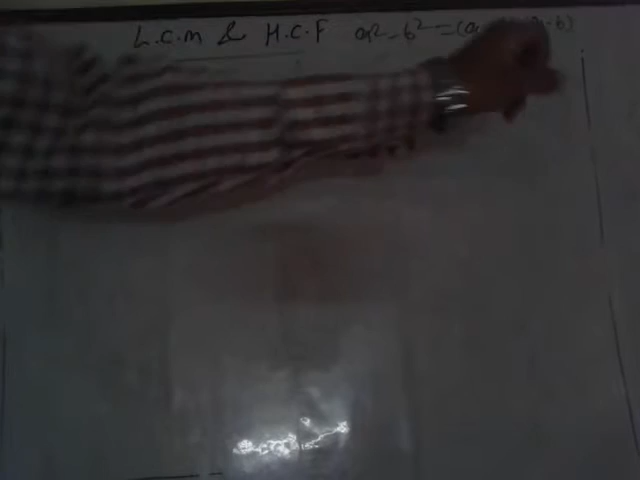 L.C.M & H.C.F a² - b² = (a - b)